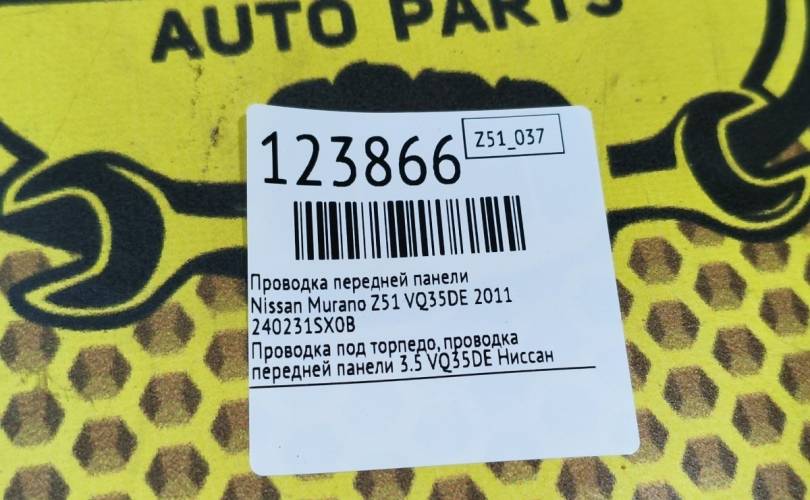 AUTO PARTS
123866
Z51_037
Проводка передней панели
Nissan Murano Z51 VQ35DE 2011
240231SX0B
Проводка под торпедо, проводка
передней панели 3.5 VQ35DE Ниссан